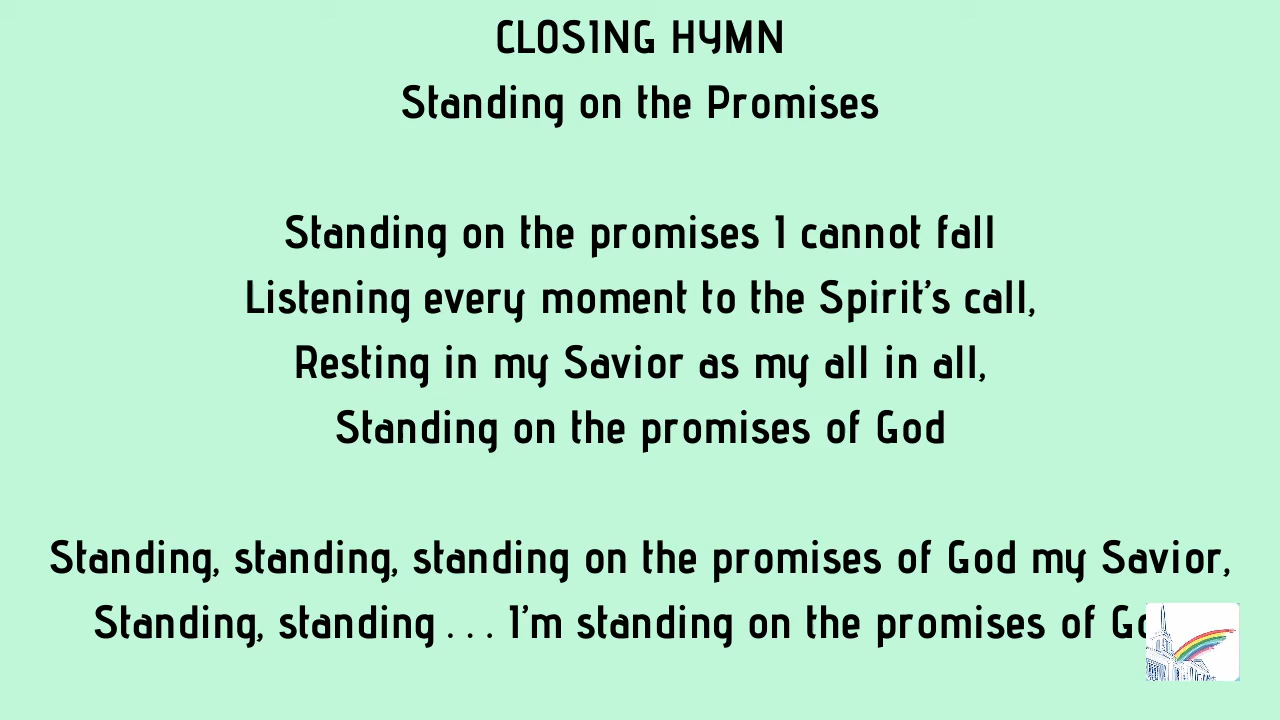 CLOSING HYMN
Standing on the Promises
Standing on the promises I cannot fall
Listening every moment to the Spirit's call,
Resting in my Savior as my all in all,
Standing on the promises of God
Standing, standing, standing on the promises of God my Savior,
Standing, standing . . . I'm standing on the promises of